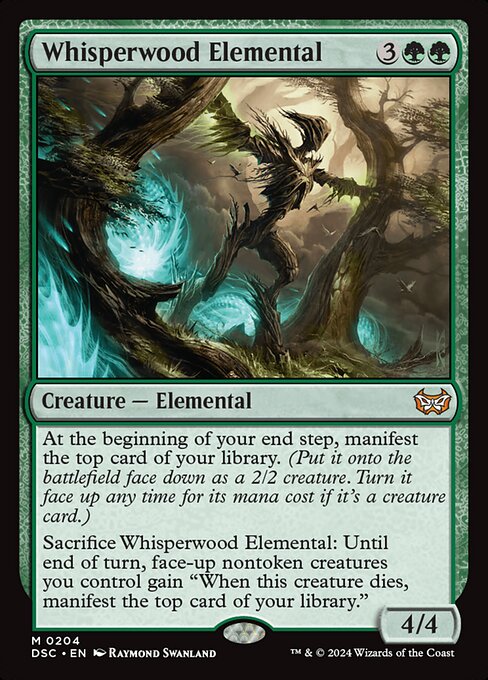 Whisperwood Elemental 3
Creature — Elemental
At the beginning of your end step, manifest
the top card of your library. (Put it onto the
battlefield face down as a 2/2 creature. Turn it
face up any time for its mana cost if it's a creature
card.)
Sacrifice Whisperwood Elemental: Until
end of turn, face-up nontoken creatures
you control gain “When this creature dies,
manifest the top card of your library.”
4/4
M 0204
DSC • EN Raymond Swanland
™ & © 2024 Wizards of the Coast